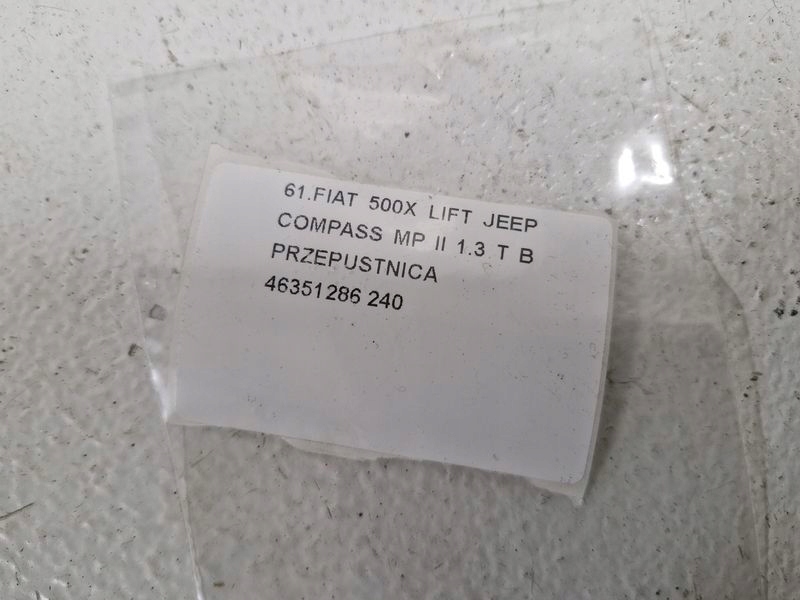 61.FIAT 500X LIFT JEEP
COMPASS MP II 1.3 T B
PRZEPUSTNICA
46351286 240